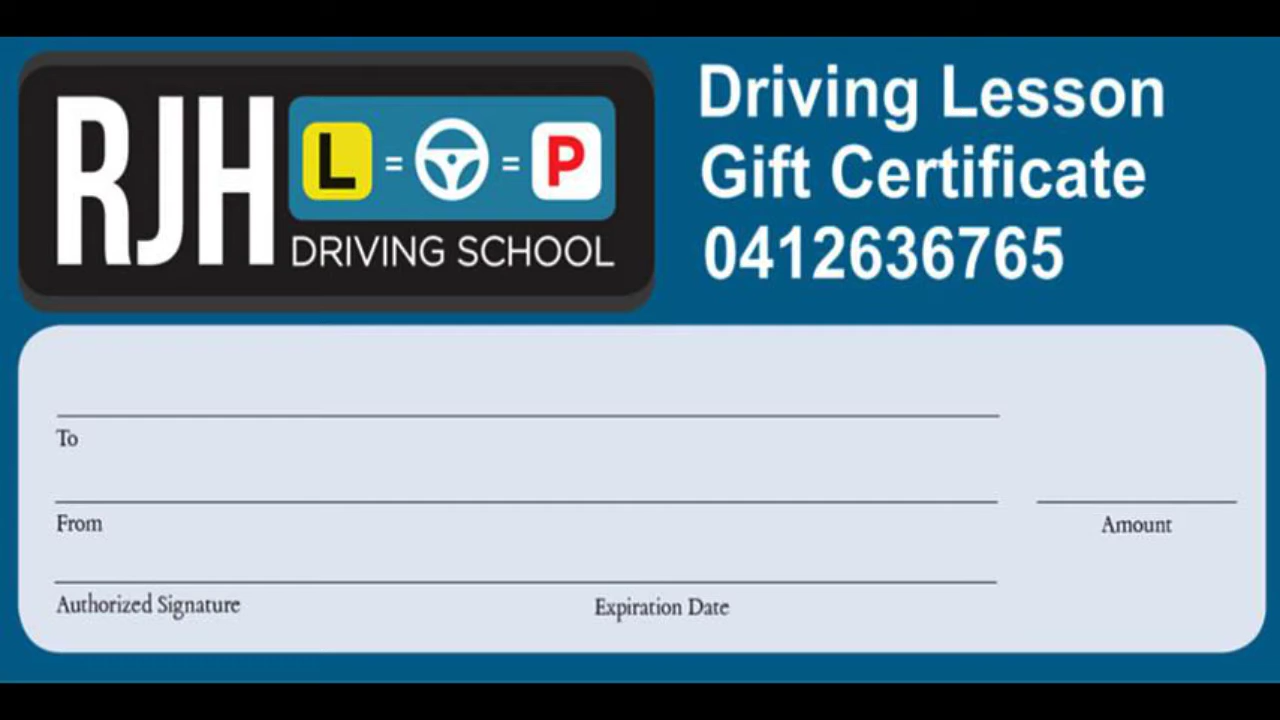 RJH
L = = P
DRIVING SCHOOL
Driving Lesson
Gift Certificate
0412636765
To
From
Amount
Authorized Signature Expiration Date